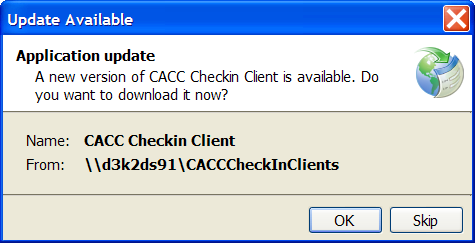 Update Available
Application update
A new version of CACC Checkin Client is available. Do
you want to download it now?
Name: CACC Checkin Client
From: \\d3k2ds91\CACCCheckInClients
OK Skip